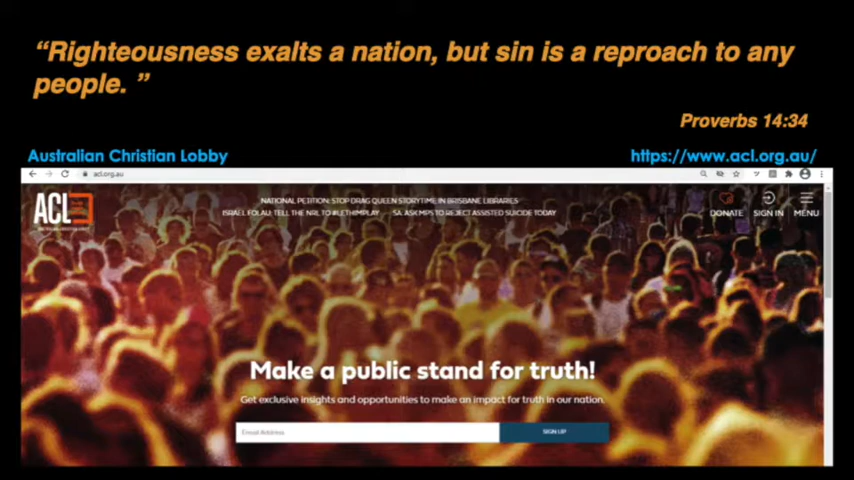 “Righteousness exalts a nation, but sin is a reproach to any
people. ”
Proverbs 14:34
Australian Christian Lobby
https://www.acl.org.au/
acl.org.au
ACL
NATIONAL PETITION: STOP DRAG QUEEN STORYTIME IN BRISBANE LIBRARIES
ISRAEL FOLAU: TELL THE NRL TO #LETHIMPLAY SA: ASK MPS TO REJECT ASSISTED SUICIDE TODAY
DONATE SIGN IN MENU
Make a public stand for truth!
Get exclusive insights and opportunities to make an impact for truth in our nation.
Email Address
SIGN UP